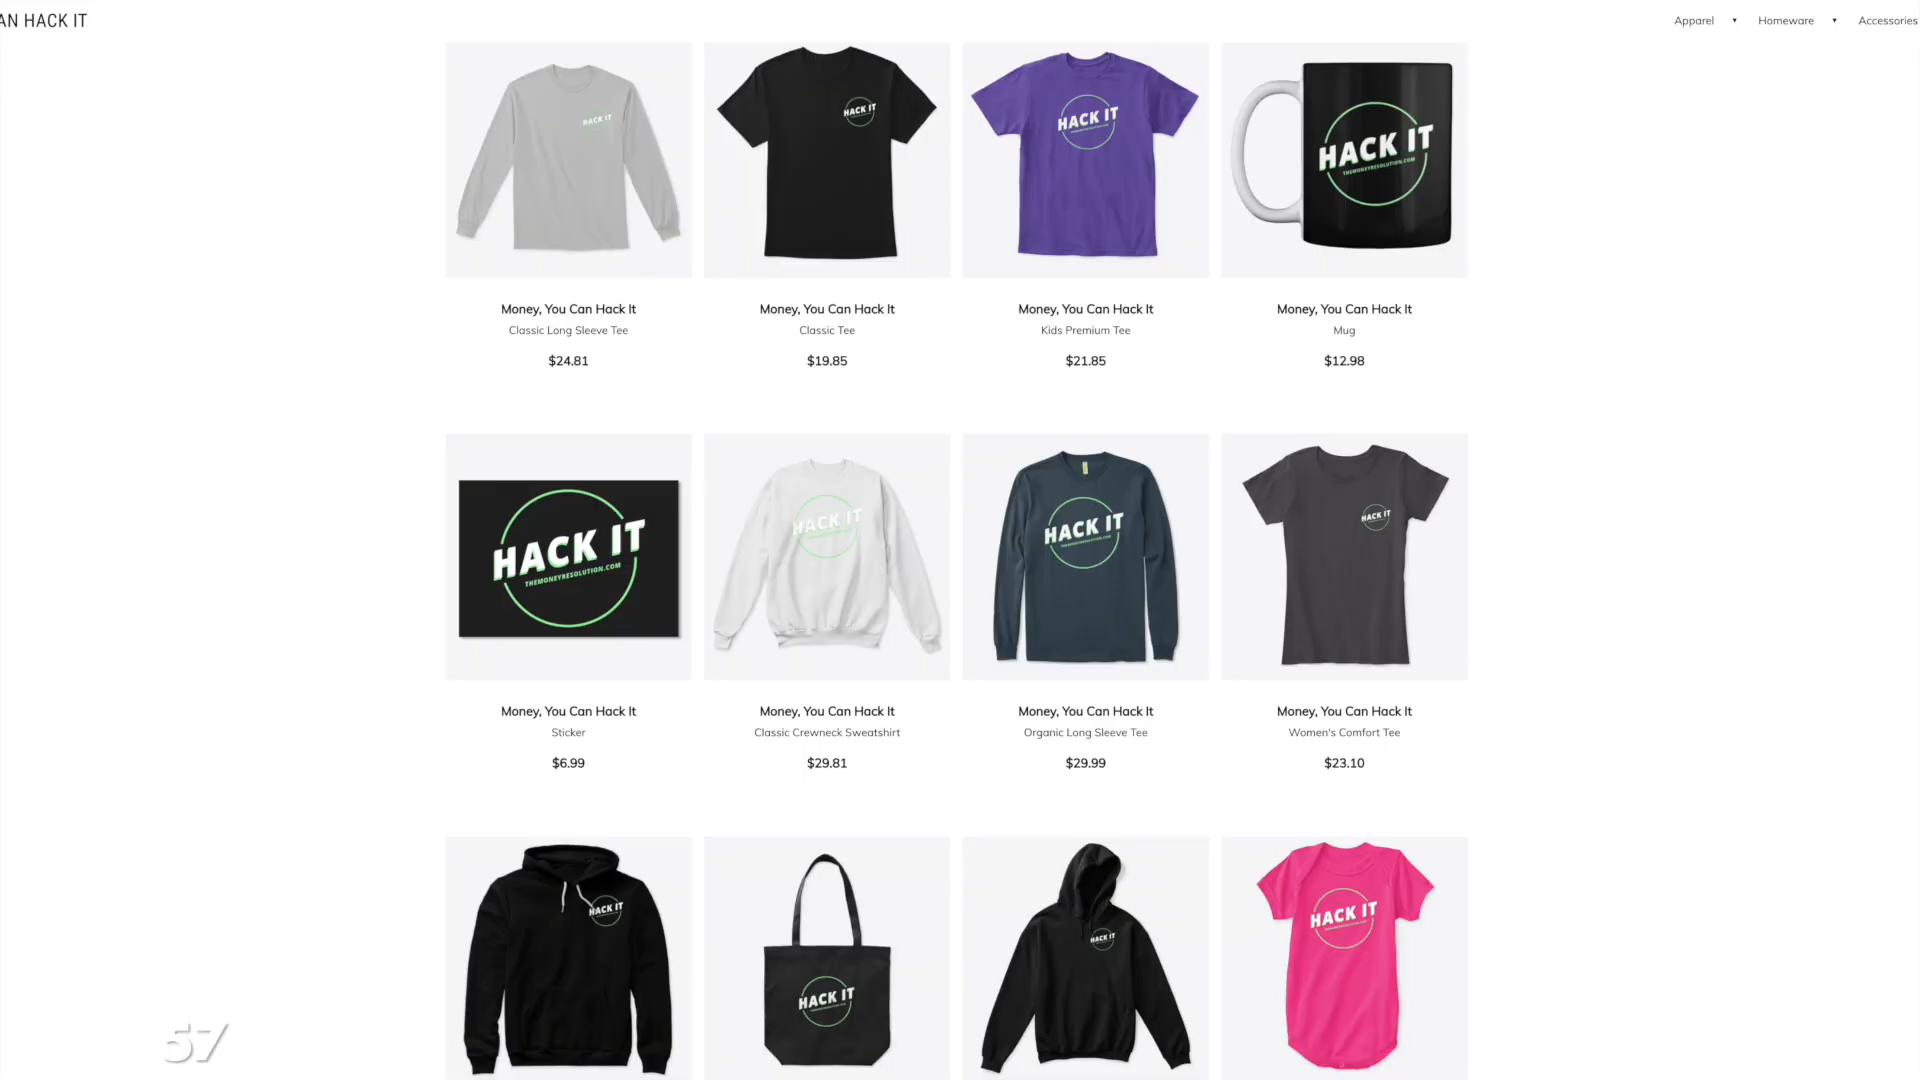 AN HACK IT
Apparel ▾ Homeware ▾ Accessories
HACK IT
HACK IT
HACK IT
HACK IT
THEMONEYRESOLUTION.COM
Money, You Can Hack It
Classic Long Sleeve Tee
$24.81
Money, You Can Hack It
Classic Tee
$19.85
Money, You Can Hack It
Kids Premium Tee
$21.85
Money, You Can Hack It
Mug
$12.98
HACK IT
THEMONEYRESOLUTION.COM
HACK IT
HACK IT
THEMONEYRESOLUTION.COM
HACK IT
Money, You Can Hack It
Sticker
$6.99
Money, You Can Hack It
Classic Crewneck Sweatshirt
$29.81
Money, You Can Hack It
Organic Long Sleeve Tee
$29.99
Money, You Can Hack It
Women's Comfort Tee
$23.10
HACK IT
HACK IT
HACK IT
HACK IT
57